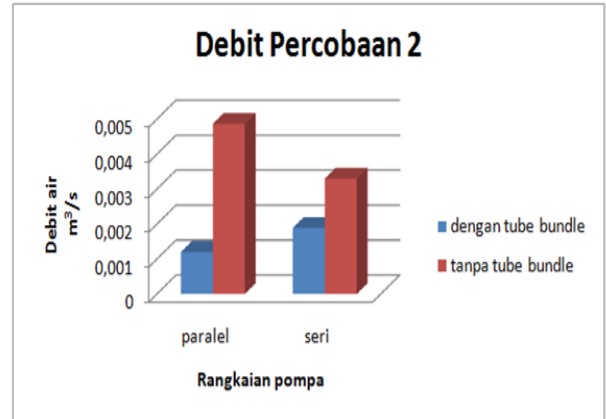 Debit Percobaan 2
Debit air
m³/s
0,005
0,004
0,003
0,002
0,001
0
paralel
seri
Rangkaian pompa
dengan tube bundle
tanpa tube bundle